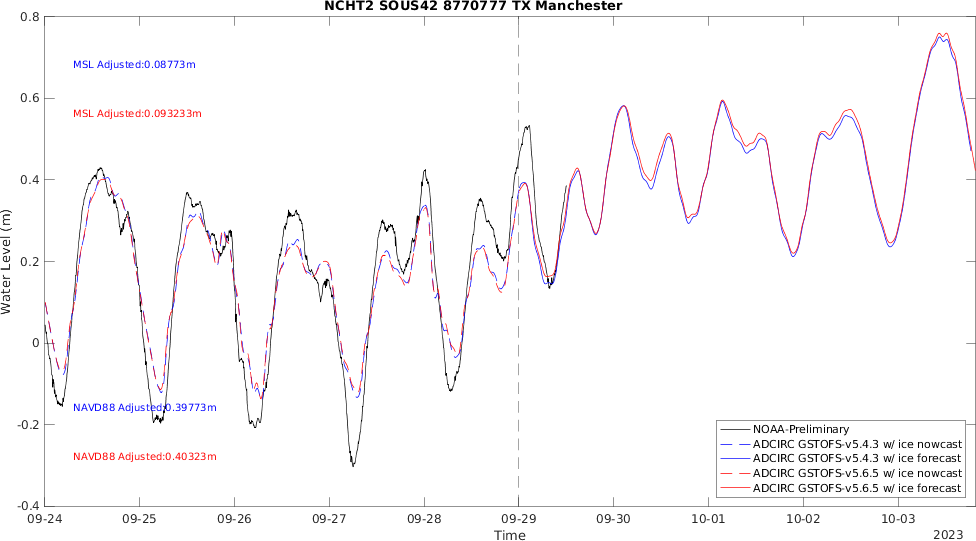 NCHT2 SOUS42 8770777 TX Manchester
0.8
MSL Adjusted:0.08773m
0.6
MSL Adjusted:0.093233m
0.4
Water Level (m)
0.2
0
NAVD88 Adjusted:0.39773m
-0.2
NAVD88 Adjusted:0.40323m
-0.4
NOAA-Preliminary
ADCIRC GSTOFS-v5.4.3 w/ ice nowcast
ADCIRC GSTOFS-v5.4.3 w/ ice forecast
ADCIRC GSTOFS-v5.6.5 w/ ice nowcast
ADCIRC GSTOFS-v5.6.5 w/ ice forecast
09-24 09-25 09-26 09-27 09-28 09-29 09-30 10-01 10-02 10-03
Time
2023